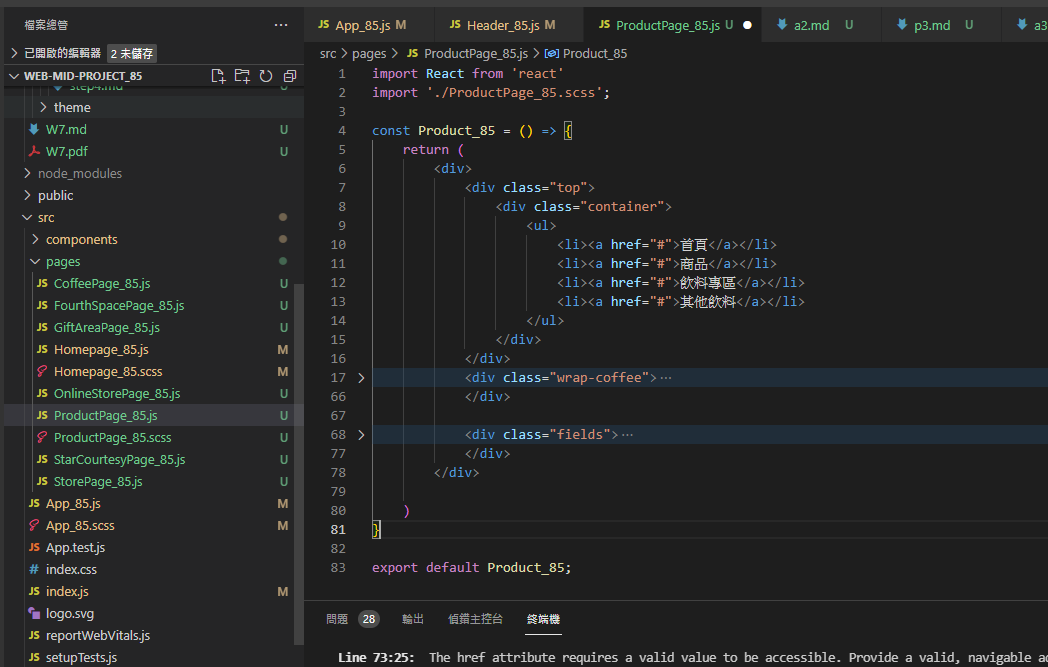 檔案總管 ···
已開啟的編輯器 2 未儲存
WEB-MID-PROJECT_85
step4.md U
theme
W7.md U
W7.pdf U
node_modules
public
src
components
pages
JS CoffeePage_85.js U
JS FourthSpacePage_85.js U
JS GiftAreaPage_85.js U
JS Homepage_85.js M
Homepage_85.scss M
JS OnlineStorePage_85.js U
JS ProductPage_85.js U
ProductPage_85.scss U
JS StarCourtesyPage_85.js U
JS StorePage_85.js U
JS App_85.js M
App_85.scss M
JS App.test.js
# index.css
JS index.js M
logo.svg
JS reportWebVitals.js
JS setupTests.js
JS App_85.js M JS Header_85.js M JS ProductPage_85.js U ● a2.md U p3.md U a3
src > pages > JS ProductPage_85.js > Product_85
1 import React from 'react'
2 import './ProductPage_85.scss';
3
4 const Product_85 = () => {
5 return (
6 <div>
7 <div class="top">
8 <div class="container">
9 <ul>
10 <li><a href="#">首頁</a></li>
11 <li><a href="#">商品</a></li>
12 <li><a href="#">飲料專區</a></li>
13 <li><a href="#">其他飲料</a></li>
14 </ul>
15 </div>
16 </div>
17 <div class="wrap-coffee">···
66 </div>
67
68 <div class="fields">···
77 </div>
78 </div>
79
80 )
81 }
82
83 export default Product_85;
問題 28 輸出 偵錯主控台 終端機
Line 73:25: The href attribute requires a valid value to be accessible. Provide a valid, navigable